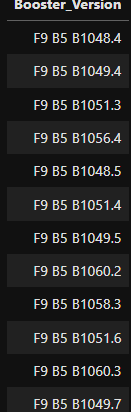 Booster_Version
F9 B5 B1048.4
F9 B5 B1049.4
F9 B5 B1051.3
F9 B5 B1056.4
F9 B5 B1048.5
F9 B5 B1051.4
F9 B5 B1049.5
F9 B5 B1060.2
F9 B5 B1058.3
F9 B5 B1051.6
F9 B5 B1060.3
F9 B5 B1049.7